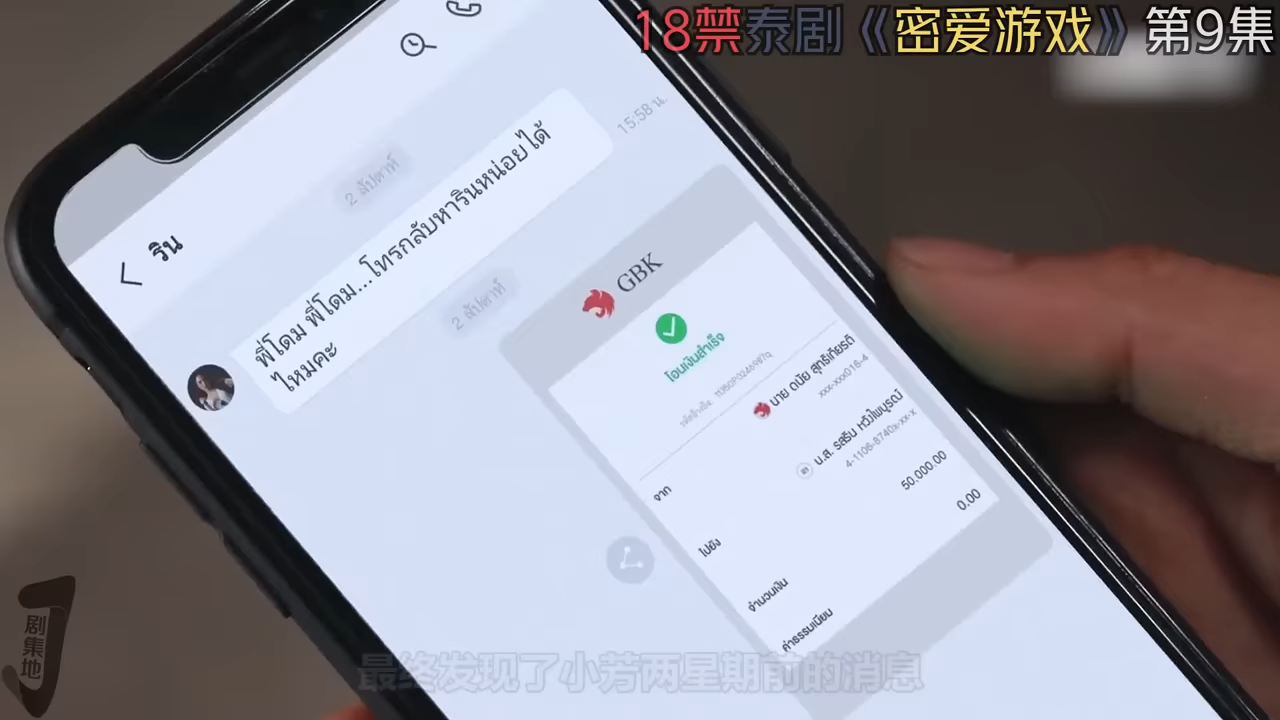 18禁泰剧《密爱游戏》第9集
ริน
2 สัปดาห์
พี่โดม พี่โดม...โทรกลับหารินหน่อยได้
ไหมคะ
15:58 น.
2 สัปดาห์
GBK
โอนเงินสำเร็จ
จาก
นาย ดนัย สุทธิเกียรติ
xxx-xxx016-4
ไปยัง
น.ส. รสริน หวังไพบูรณ์
4-1106-8740x-xx-x
จำนวนเงิน
50,000.00
ค่าธรรมเนียม
0.00
最终发现了小芳两星期前的消息
剧集地